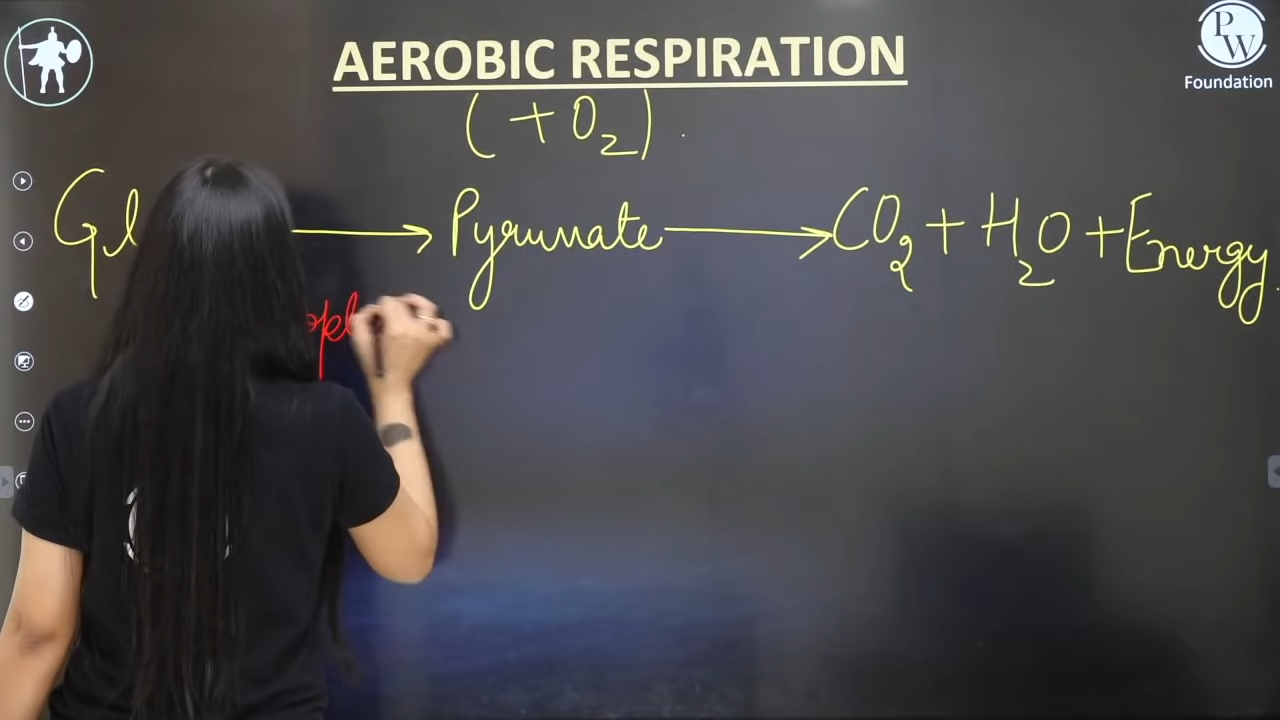 PW
Foundation
AEROBIC RESPIRATION
(+ O2)
Gl → Pyruvate → CO2 + H2O + Energy